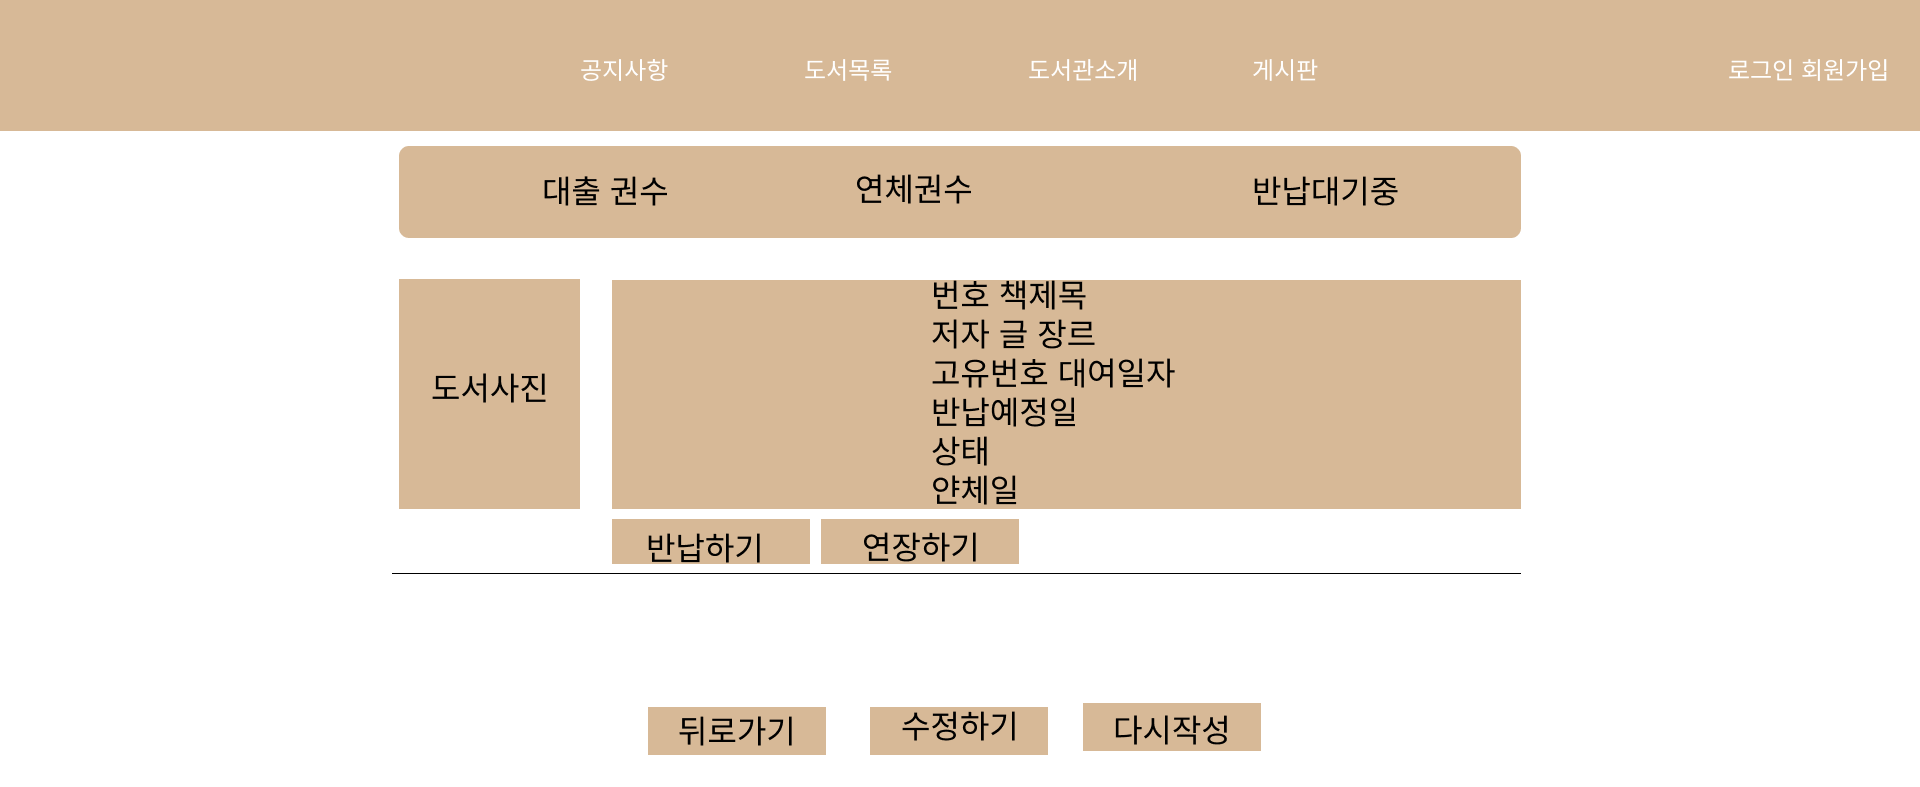 공지사항 도서목록 도서관소개 게시판 로그인 회원가입
대출 권수 연체권수 반납대기중
도서사진
번호 책제목
저자 글 장르
고유번호 대여일자
반납예정일
상태
얀체일
반납하기 연장하기
뒤로가기 수정하기 다시작성